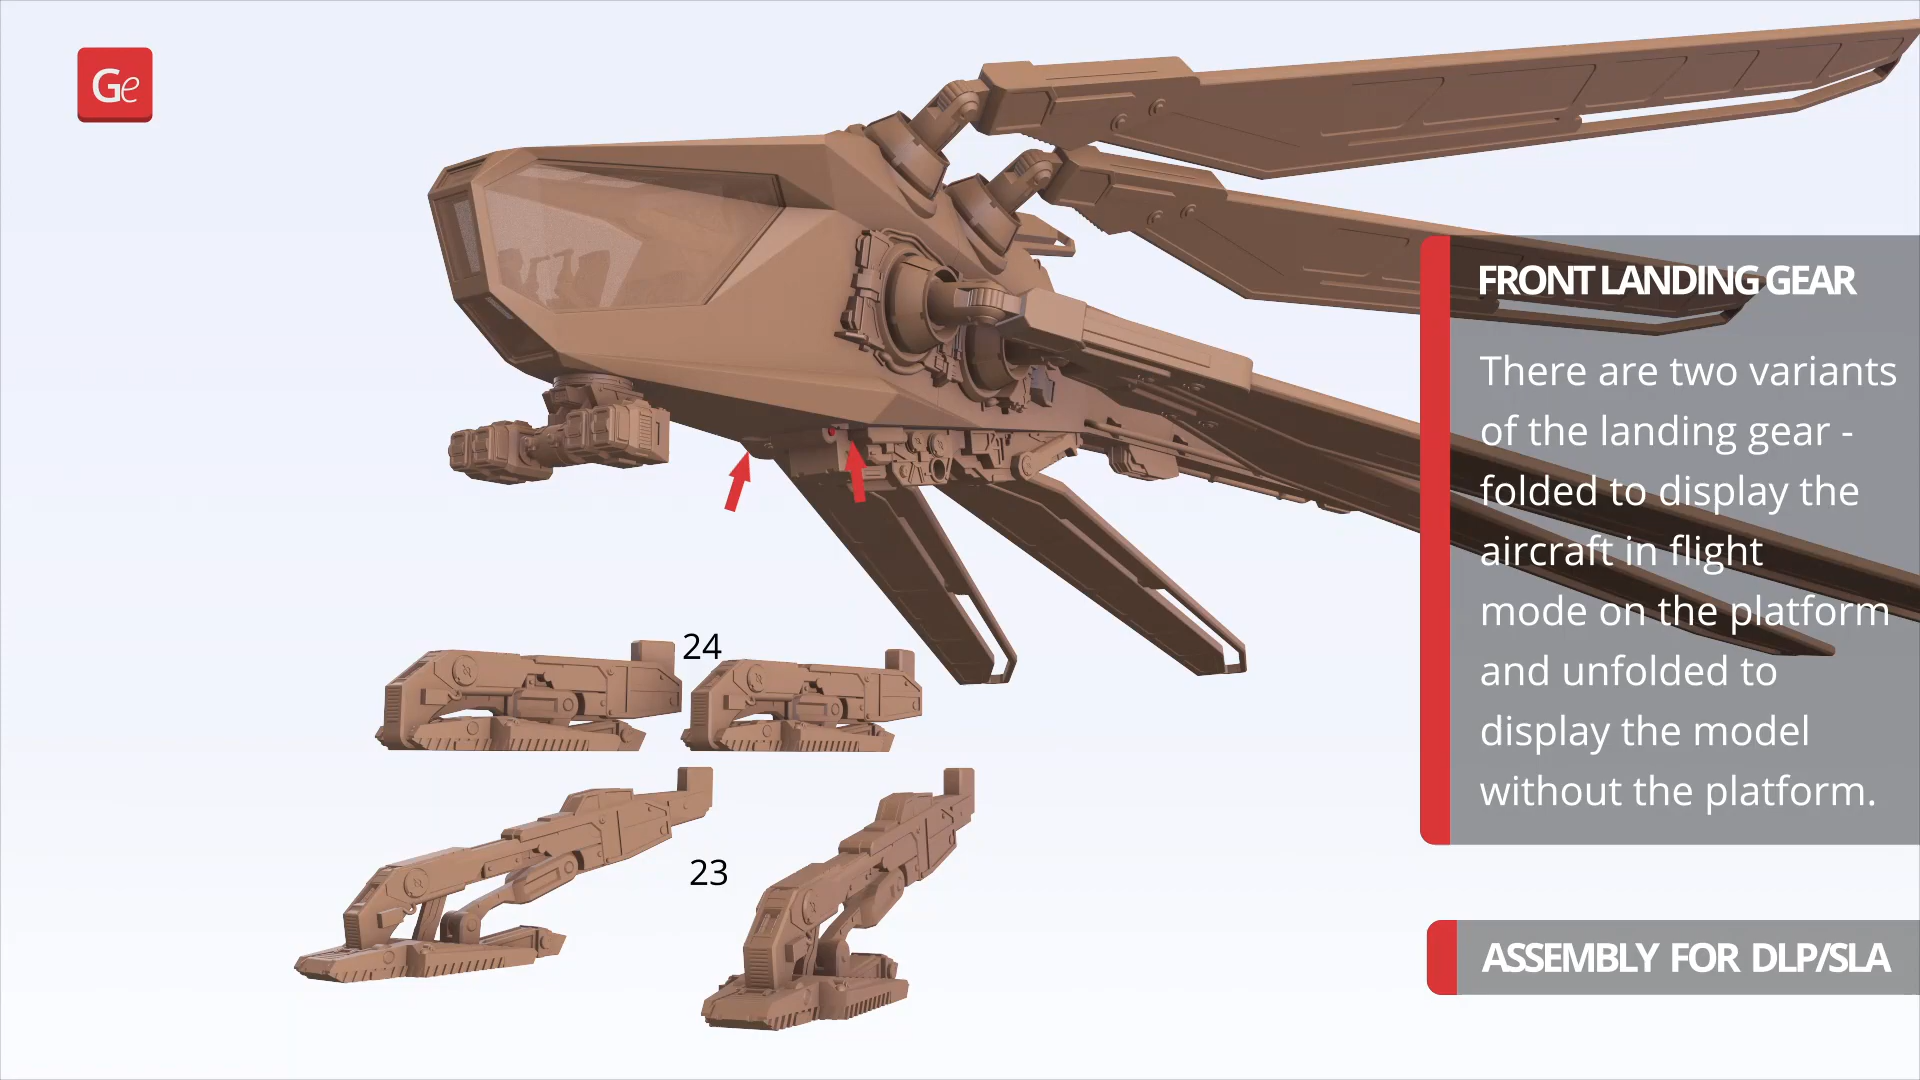 Ge
FRONT LANDING GEAR
There are two variants
of the landing gear -
folded to display the
aircraft in flight
mode on the platform
and unfolded to
display the model
without the platform.
24
23
ASSEMBLY FOR DLP/SLA